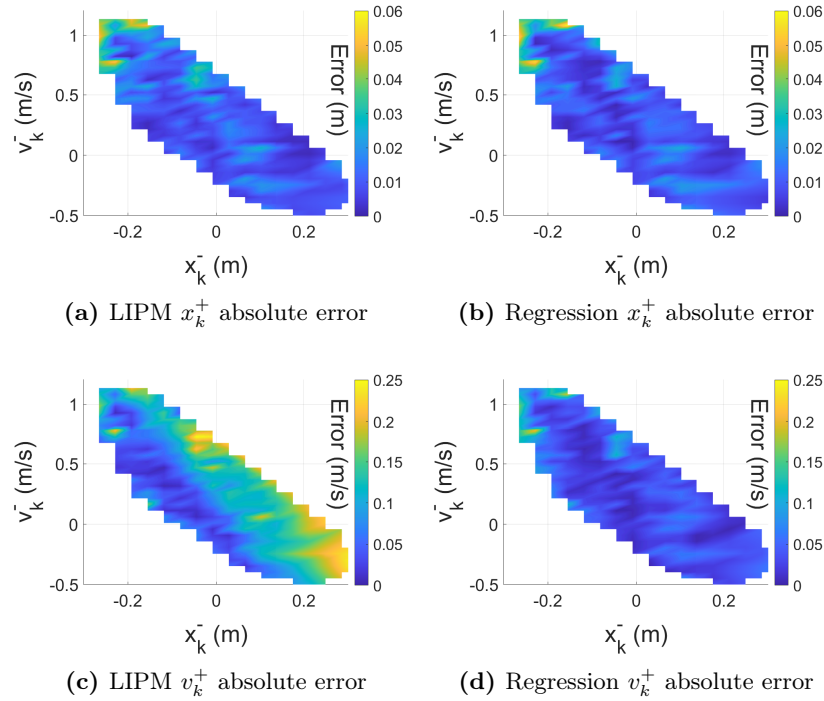 0.06
0.05
0.04
0.03
0.02
0.01
0
Error (m)
1
0.5
0
-0.5
v_k^- (m/s)
-0.2 0 0.2
x_k^- (m)
(a) LIPM x_k^+ absolute error
0.06
0.05
0.04
0.03
0.02
0.01
0
Error (m)
1
0.5
0
-0.5
v_k^- (m/s)
-0.2 0 0.2
x_k^- (m)
(b) Regression x_k^+ absolute error
0.25
0.2
0.15
0.1
0.05
0
Error (m/s)
1
0.5
0
-0.5
v_k^- (m/s)
-0.2 0 0.2
x_k^- (m)
(c) LIPM v_k^+ absolute error
0.25
0.2
0.15
0.1
0.05
0
Error (m/s)
1
0.5
0
-0.5
v_k^- (m/s)
-0.2 0 0.2
x_k^- (m)
(d) Regression v_k^+ absolute error